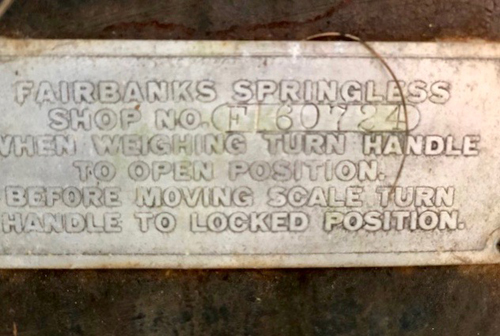 FAIRBANKS SPRINGLESS
SHOP NO. F160724
WHEN WEIGHING TURN HANDLE
TO OPEN POSITION.
BEFORE MOVING SCALE TURN
HANDLE TO LOCKED POSITION.